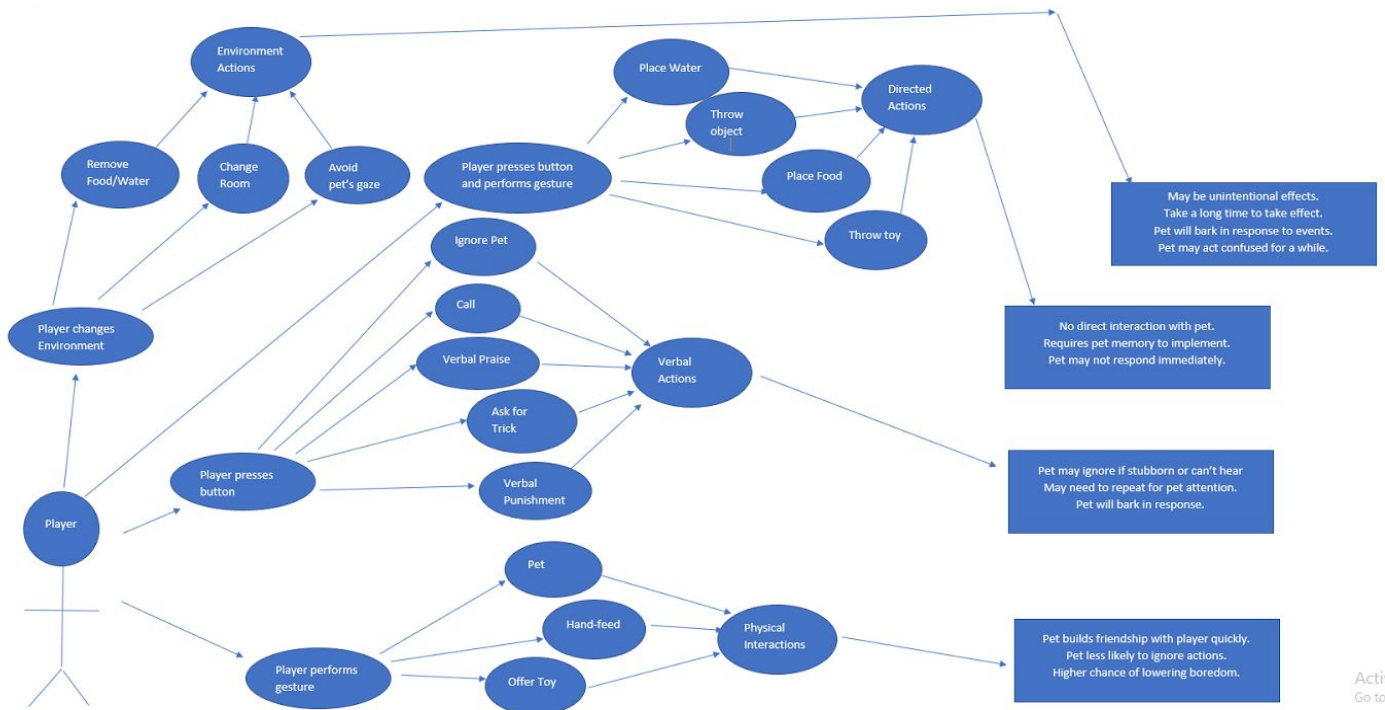 Environment
Actions
Place Water
Directed
Actions
Throw
object
Remove
Food/Water
Change
Room
Avoid
pet's gaze
Player presses button
and performs gesture
Place Food
Throw toy
May be unintentional effects.
Take a long time to take effect.
Pet will bark in response to events.
Pet may act confused for a while.
Ignore Pet
Call
Player changes
Environment
Verbal Praise
Verbal
Actions
No direct interaction with pet.
Requires pet memory to implement.
Pet may not respond immediately.
Ask for
Trick
Player presses
button
Verbal
Punishment
Pet may ignore if stubborn or can't hear
May need to repeat for pet attention.
Pet will bark in response.
Player
Pet
Hand-feed
Physical
Interactions
Pet builds friendship with player quickly.
Pet less likely to ignore actions.
Higher chance of lowering boredom.
Player performs
gesture
Offer Toy
Go to